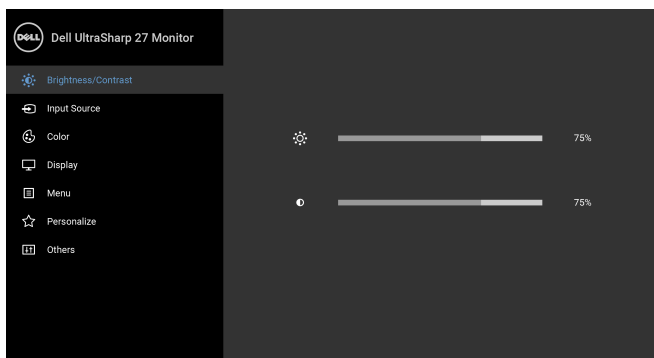 DELL
Dell UltraSharp 27 Monitor
Brightness/Contrast
Input Source
Color
75%
Display
Menu
75%
Personalize
Others